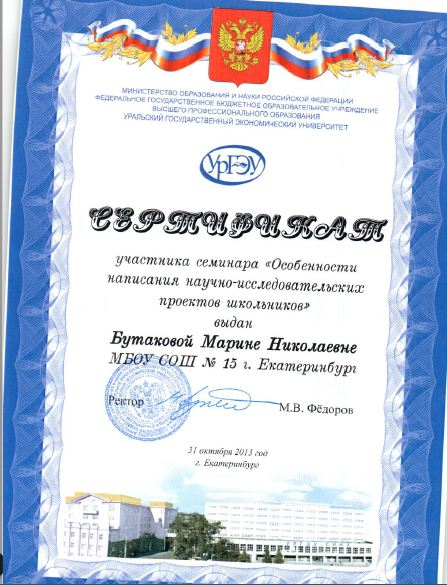 МИНИСТЕРСТВО ОБРАЗОВАНИЯ И НАУКИ РОССИЙСКОЙ ФЕДЕРАЦИИ
ФЕДЕРАЛЬНОЕ ГОСУДАРСТВЕННОЕ БЮДЖЕТНОЕ ОБРАЗОВАТЕЛЬНОЕ УЧРЕЖДЕНИЕ
ВЫСШЕГО ПРОФЕССИОНАЛЬНОГО ОБРАЗОВАНИЯ
УРАЛЬСКИЙ ГОСУДАРСТВЕННЫЙ ЭКОНОМИЧЕСКИЙ УНИВЕРСИТЕТ
УрГЭУ
СЕРТИФИКАТ
участника семинара «Особенности
написания научно-исследовательских
проектов школьников»
выдан
Бутаковой Марине Николаевне
МБОУ СОШ № 15 г. Екатеринбург
Ректор М.В. Фёдоров
31 октября 2013 год
г. Екатеринбург